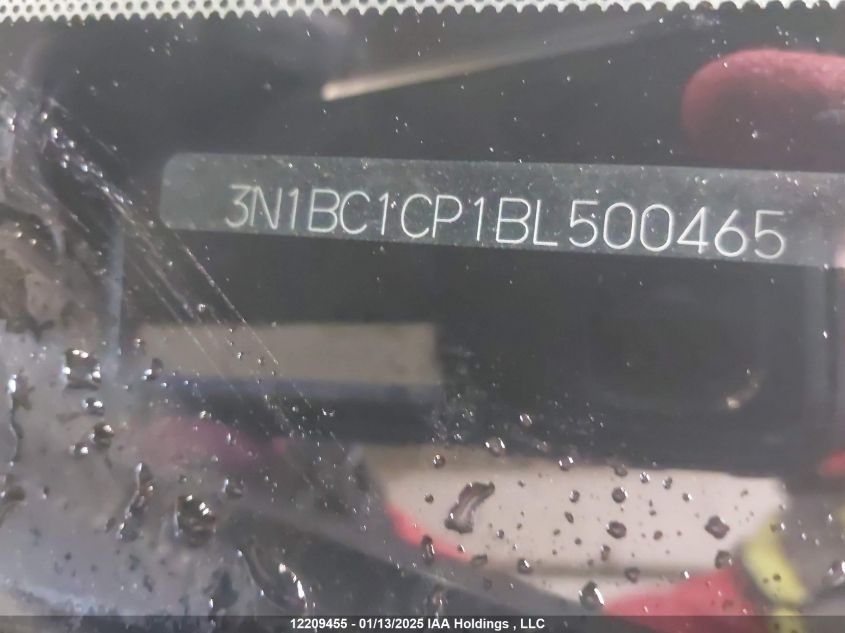 3N1BC1CP1BL500465
12209455 - 01/13/2025 IAA Holdings , LLC